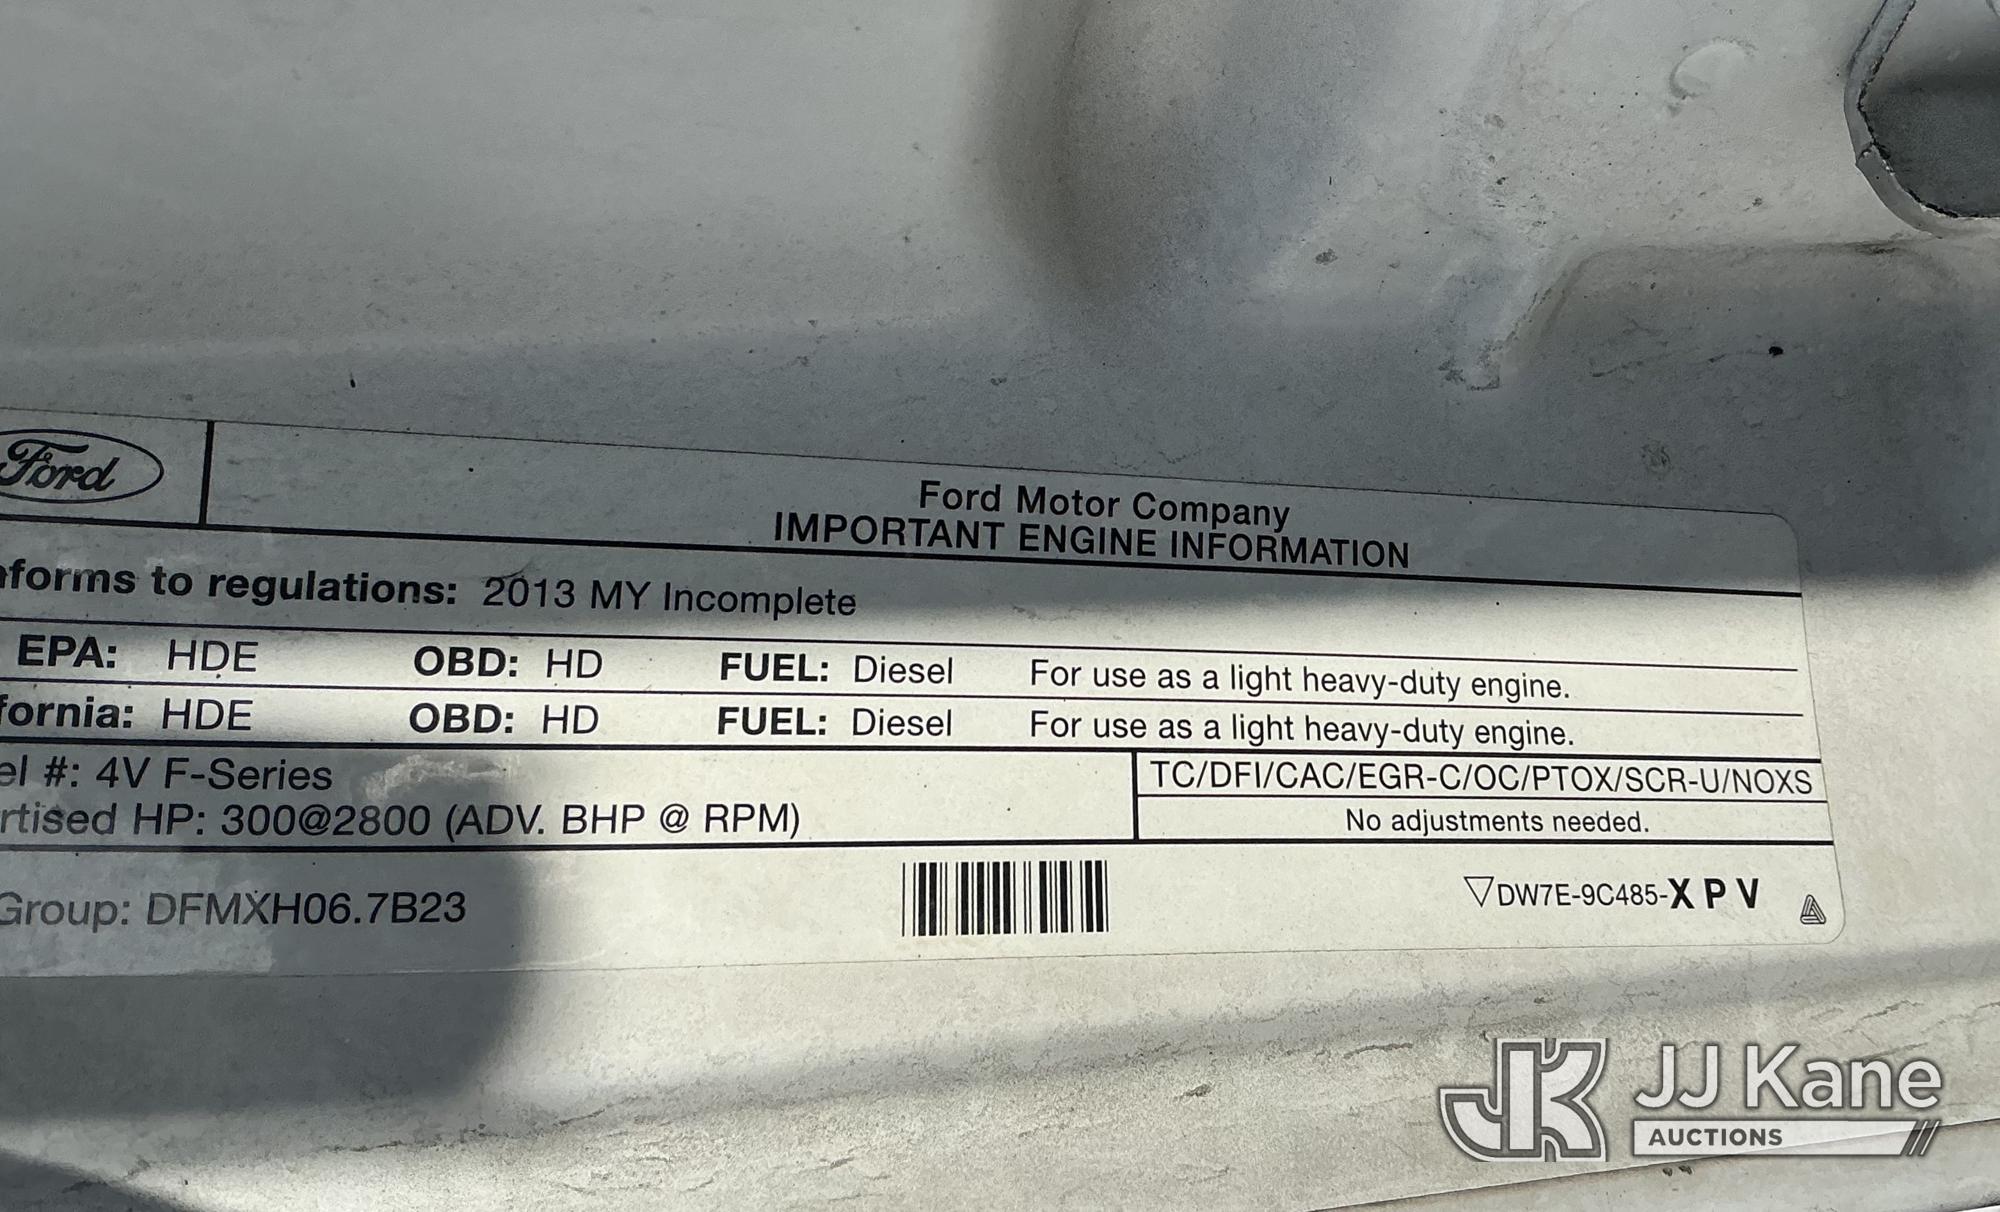 Ford
Ford Motor Company
IMPORTANT ENGINE INFORMATION
nforms to regulations: 2013 MY Incomplete
EPA: HDE OBD: HD FUEL: Diesel For use as a light heavy-duty engine.
fornia: HDE OBD: HD FUEL: Diesel For use as a light heavy-duty engine.
el #: 4V F-Series
rtised HP: 300@2800 (ADV. BHP @ RPM)
TC/DFI/CAC/EGR-C/OC/PTOX/SCR-U/NOXS
No adjustments needed.
Group: DFMXH06.7B23
▽DW7E-9C485-XPV
JK JJ Kane
AUCTIONS